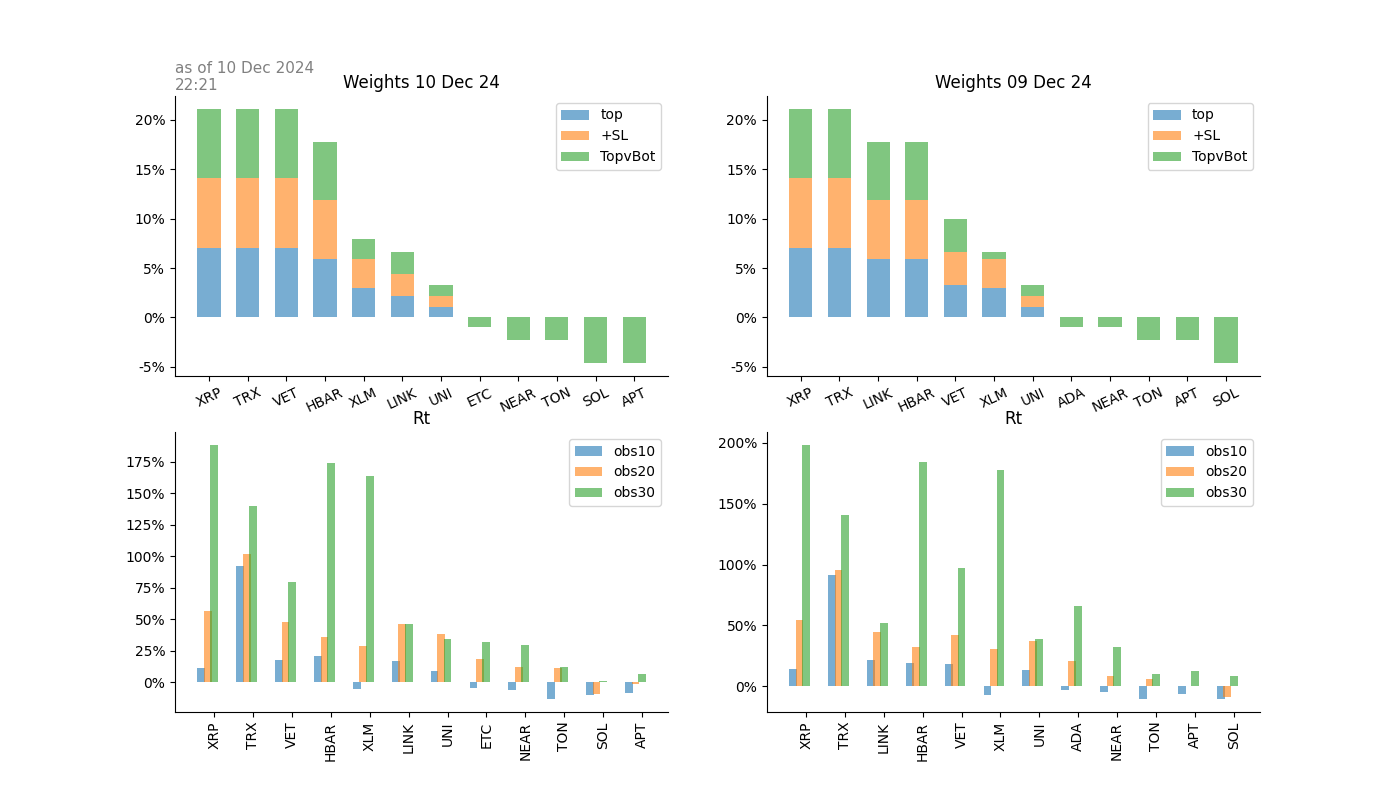 as of 10 Dec 2024
22:21
Weights 10 Dec 24
20%
15%
10%
5%
0%
-5%
top
+SL
TopvBot
XRP TRX VET HBAR XLM LINK UNI ETC NEAR TON SOL APT
Weights 09 Dec 24
20%
15%
10%
5%
0%
-5%
top
+SL
TopvBot
XRP TRX LINK HBAR VET XLM UNI ADA NEAR TON APT SOL
Rt
175%
150%
125%
100%
75%
50%
25%
0%
obs10
obs20
obs30
XRP TRX VET HBAR XLM LINK UNI ETC NEAR TON SOL APT
Rt
200%
150%
100%
50%
0%
obs10
obs20
obs30
XRP TRX LINK HBAR VET XLM UNI ADA NEAR TON APT SOL